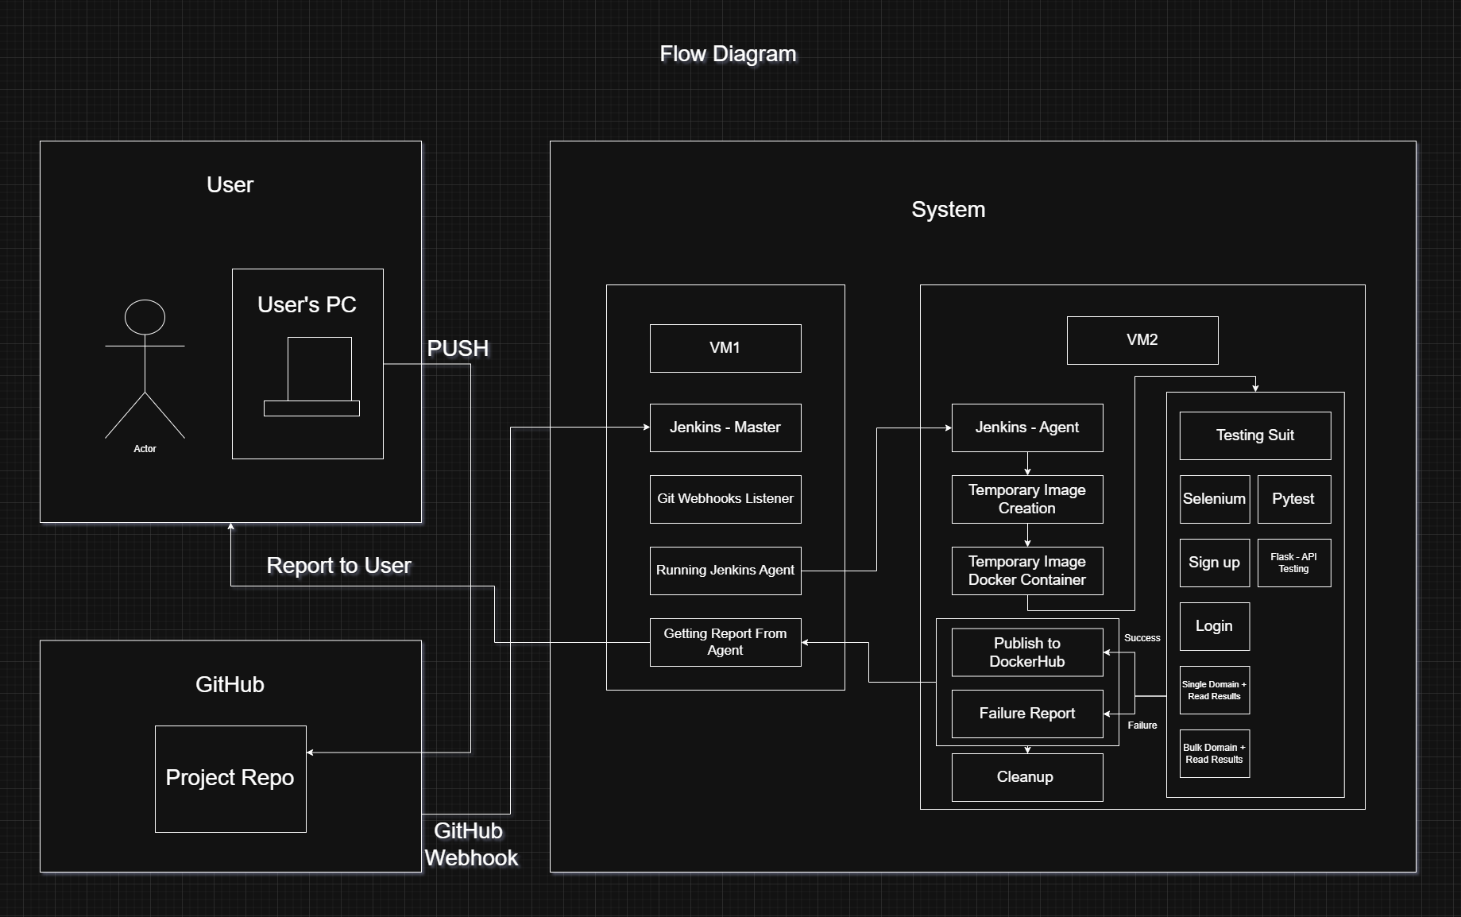 Flow Diagram
User
User's PC
Actor
PUSH
Report to User
GitHub
Project Repo
GitHub
Webhook
System
VM1
Jenkins - Master
Git Webhooks Listener
Running Jenkins Agent
Getting Report From
Agent
VM2
Jenkins - Agent
Temporary Image
Creation
Temporary Image
Docker Container
Publish to
DockerHub
Failure Report
Cleanup
Success
Failure
Testing Suit
Selenium
Pytest
Sign up
Flask - API
Testing
Login
Single Domain +
Read Results
Bulk Domain +
Read Results